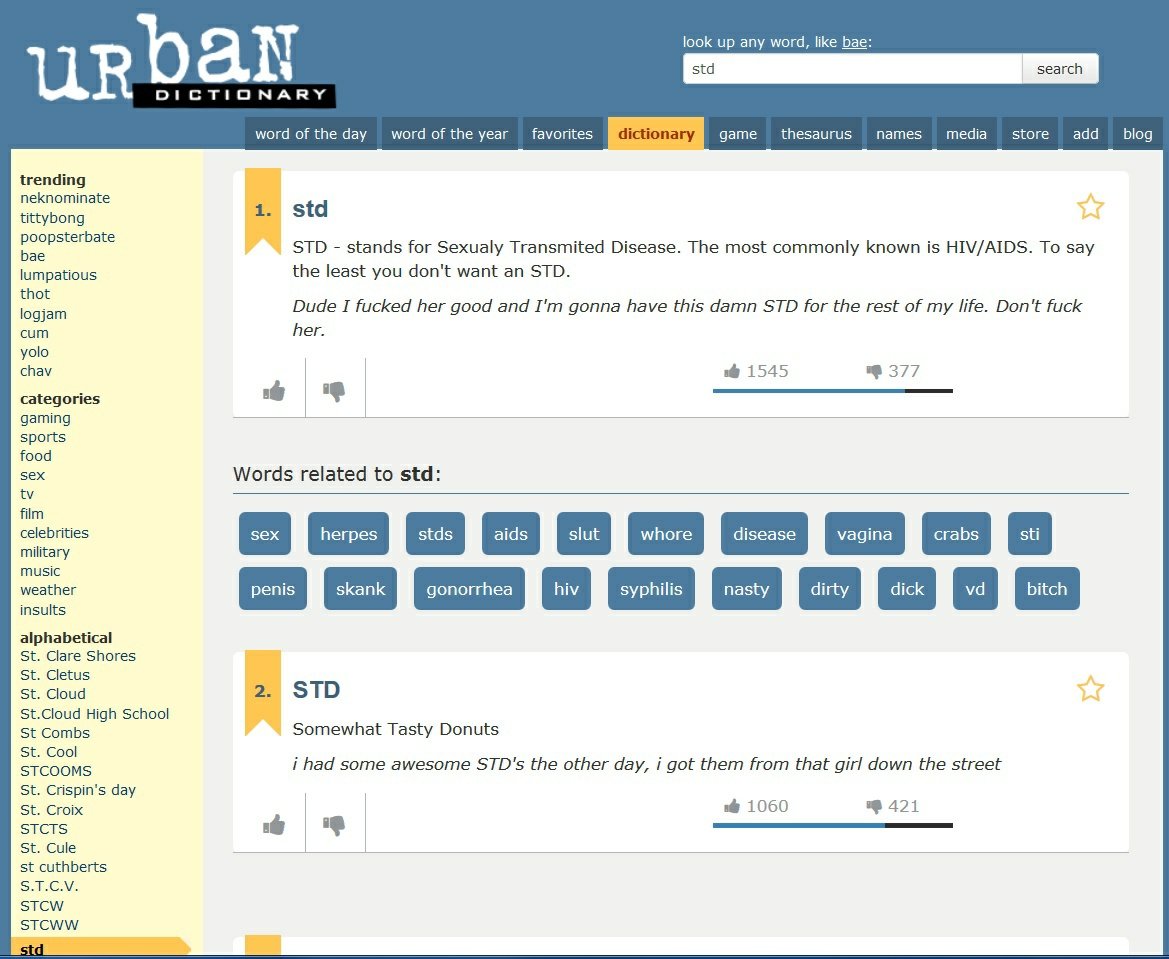 urban
DICTIONARY
look up any word, like bae:
std
search
word of the day
word of the year
favorites
dictionary
game
thesaurus
names
media
store
add
blog
trending
neknominate
tittybong
poopsterbate
bae
lumpatious
thot
logjam
cum
yolo
chav
categories
gaming
sports
food
sex
tv
film
celebrities
military
music
weather
insults
alphabetical
St. Clare Shores
St. Cletus
St. Cloud
St.Cloud High School
St Combs
St. Cool
STCOOMS
St. Crispin's day
St. Croix
STCTS
St. Cule
st cuthberts
S.T.C.V.
STCW
STCWW
std
1.
std
STD - stands for Sexualy Transmited Disease. The most commonly known is HIV/AIDS. To say
the least you don't want an STD.
Dude I fucked her good and I'm gonna have this damn STD for the rest of my life. Don't fuck
her.
1545
377
Words related to std:
sex
herpes
stds
aids
slut
whore
disease
vagina
crabs
sti
penis
skank
gonorrhea
hiv
syphilis
nasty
dirty
dick
vd
bitch
2.
STD
Somewhat Tasty Donuts
i had some awesome STD's the other day, i got them from that girl down the street
1060
421